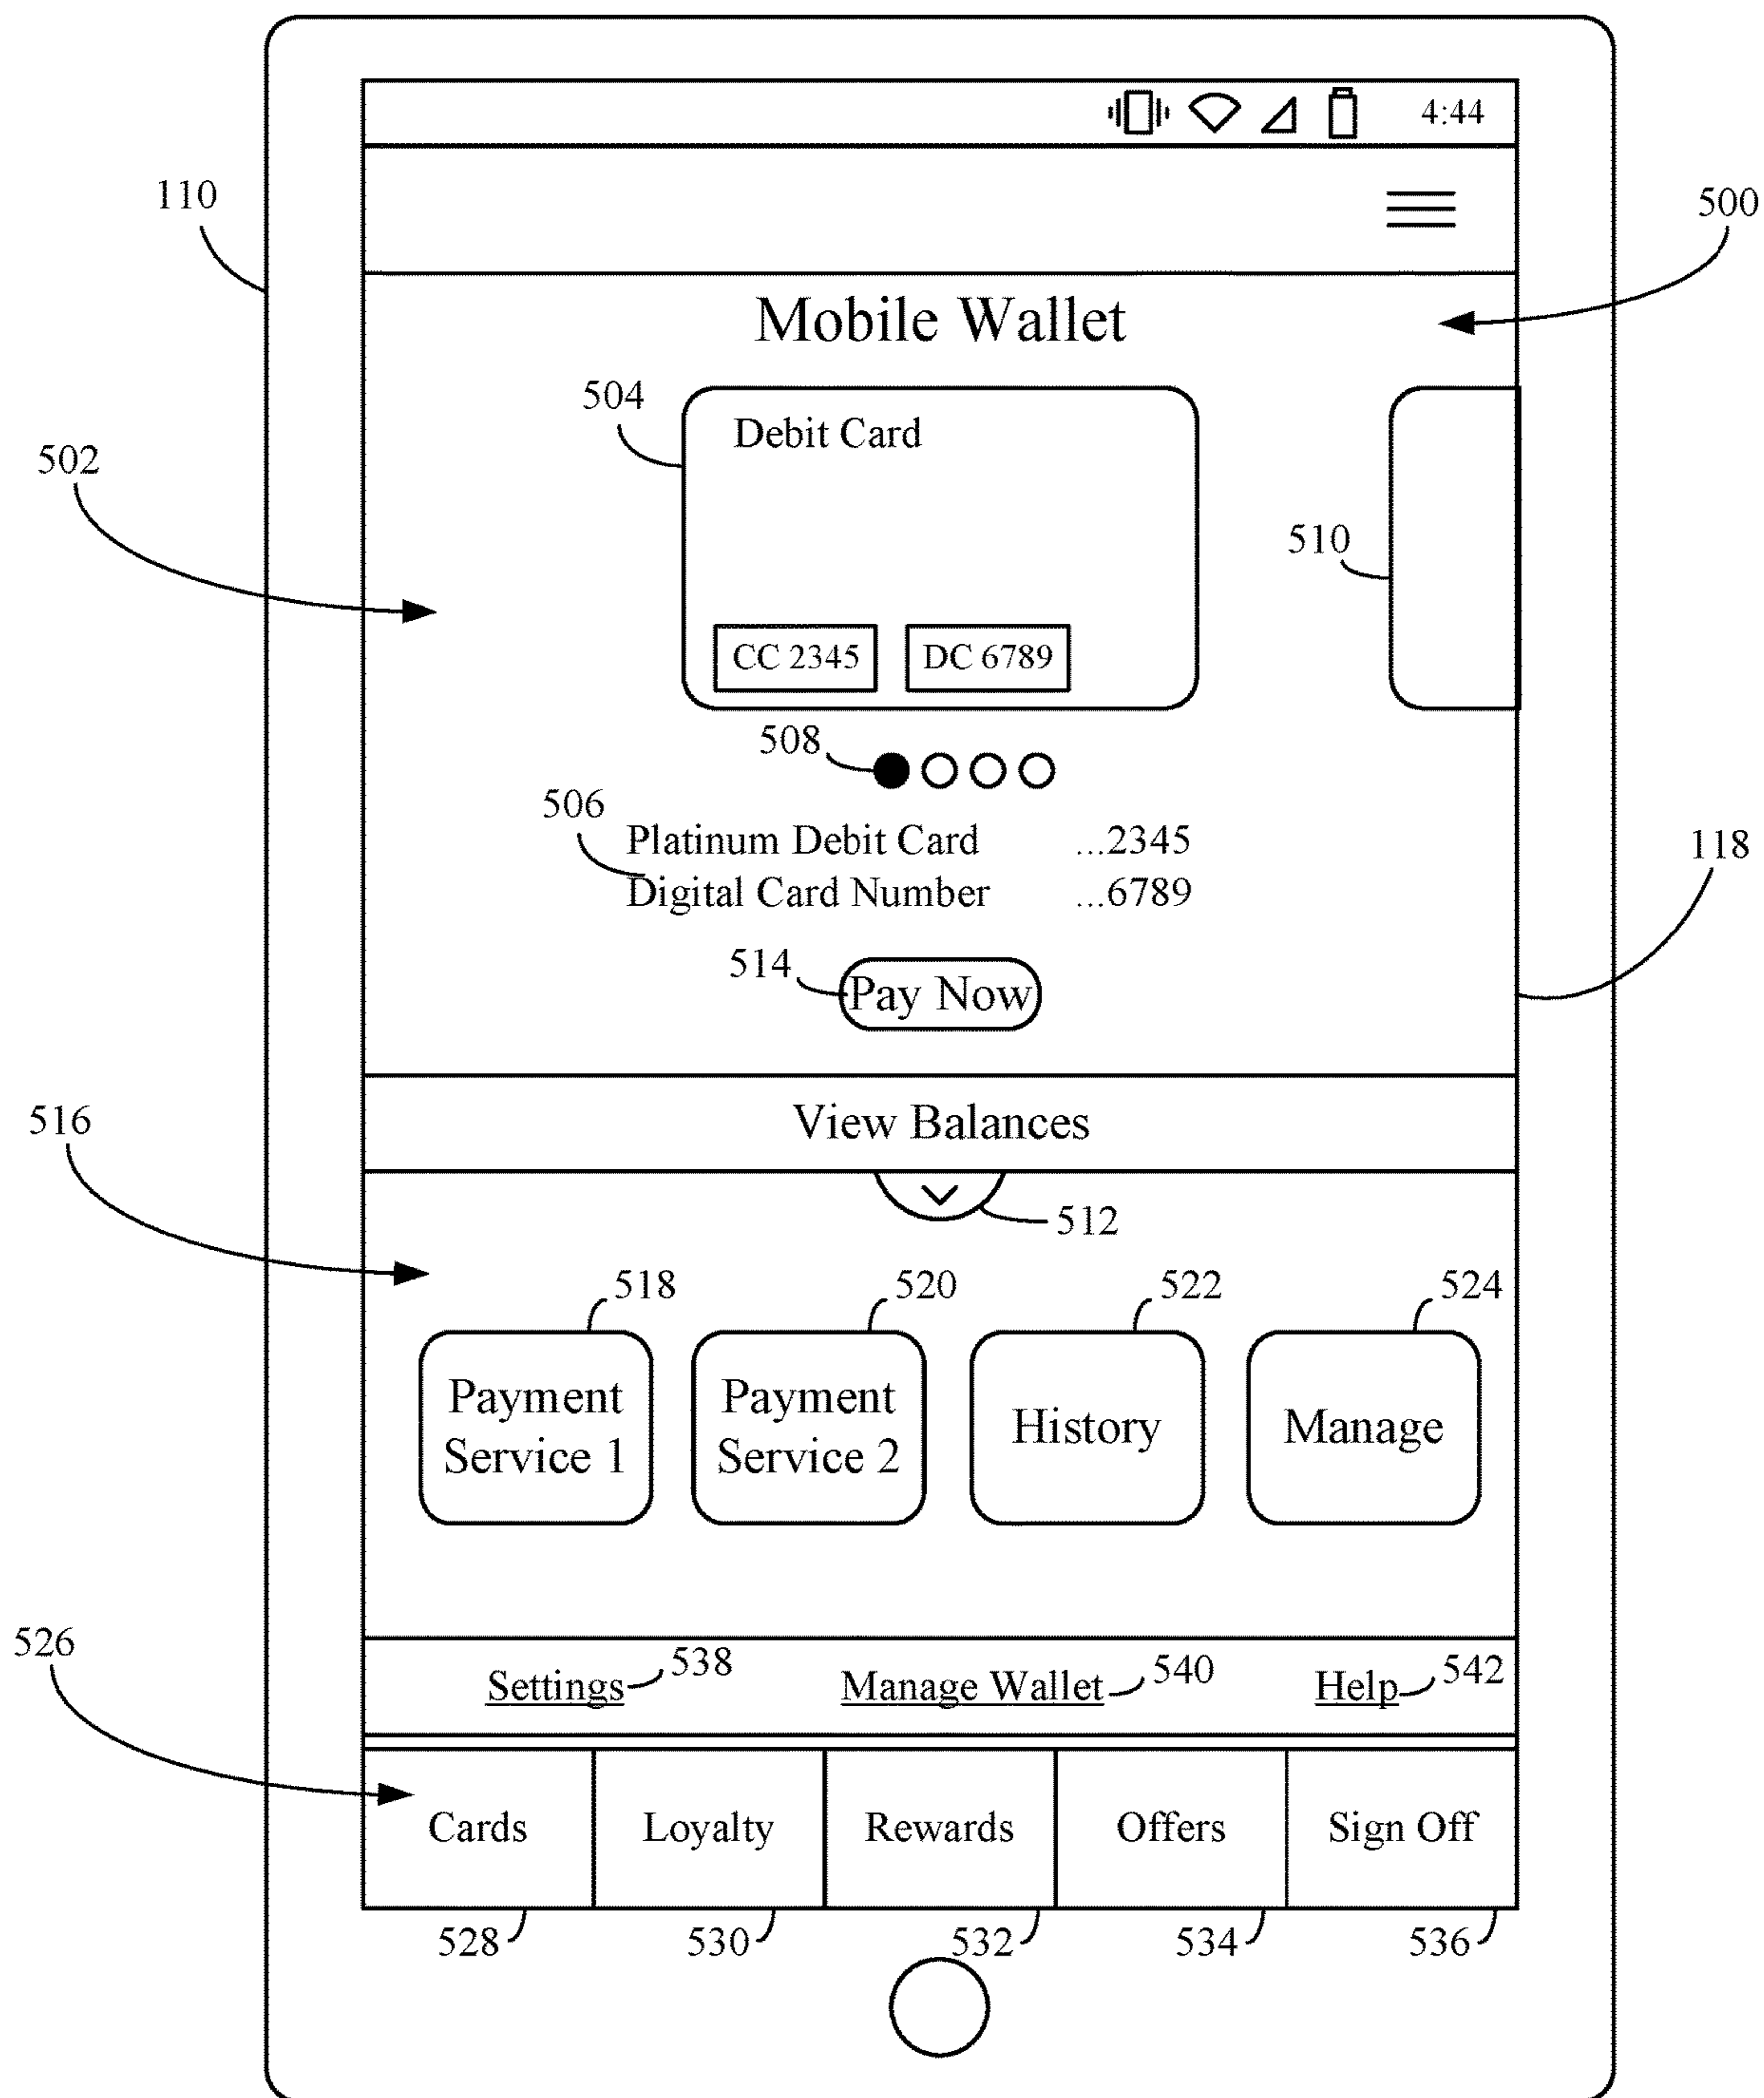 4:44
110
500
Mobile Wallet
504
Debit Card
502
510
CC 2345 DC 6789
508
506
Platinum Debit Card ...2345
118
Digital Card Number ...6789
514
Pay Now
View Balances
516
512
518 520 522 524
Payment Service 1
Payment Service 2
History
Manage
526
Settings 538 Manage Wallet 540 Help 542
Cards Loyalty Rewards Offers Sign Off
528 530 532 534 536